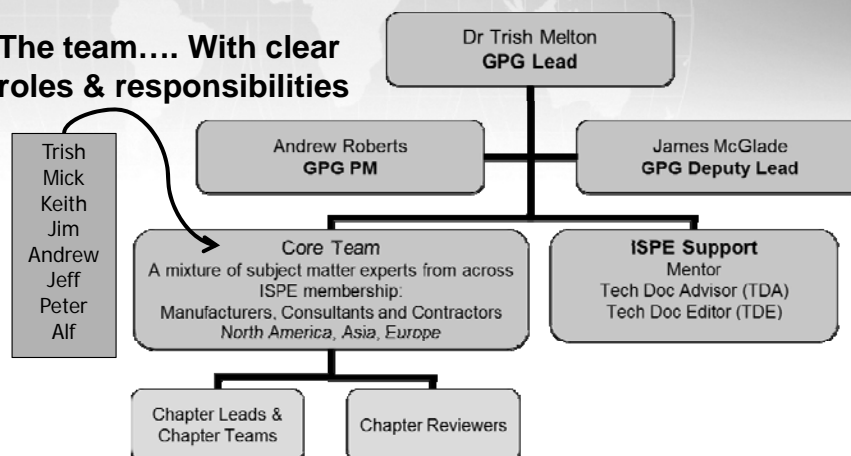 The team…. With clear
roles & responsibilities
Dr Trish Melton
GPG Lead
Andrew Roberts
GPG PM
James McGlade
GPG Deputy Lead
Trish
Mick
Keith
Jim
Andrew
Jeff
Peter
Alf
Core Team
A mixture of subject matter experts from across
ISPE membership:
Manufacturers, Consultants and Contractors
North America, Asia, Europe
ISPE Support
Mentor
Tech Doc Advisor (TDA)
Tech Doc Editor (TDE)
Chapter Leads &
Chapter Teams
Chapter Reviewers